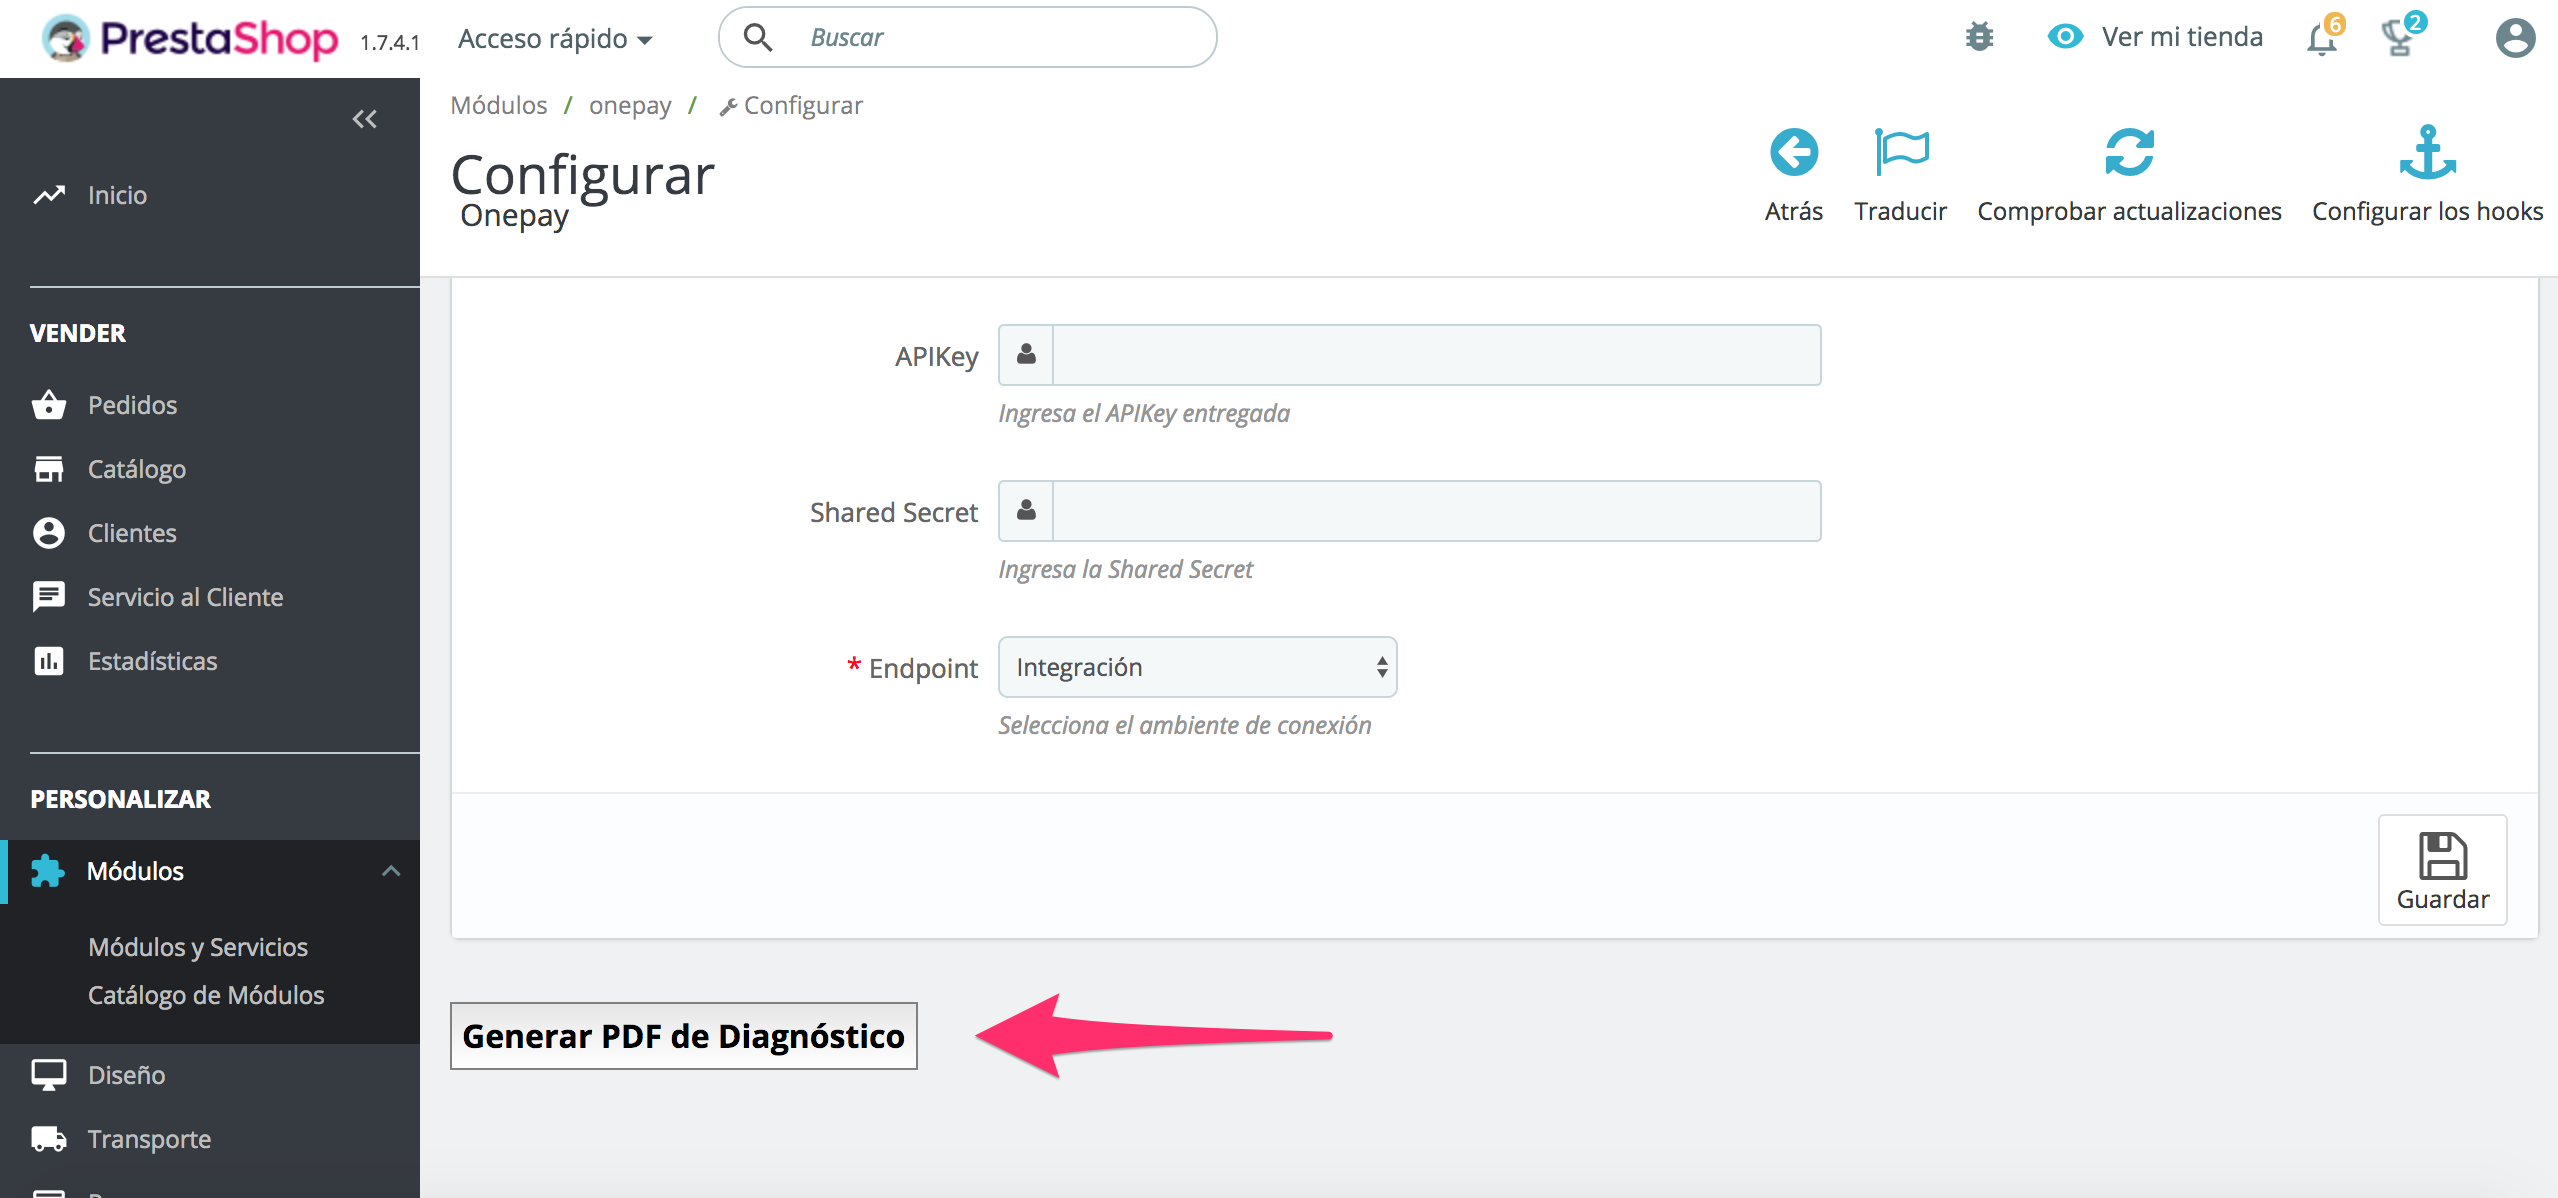 PrestaShop 1.7.4.1 Acceso rápido Buscar Ver mi tienda 6 2
Módulos / onepay / Configurar
Configurar
Onepay
Atrás Traducir Comprobar actualizaciones Configurar los hooks
Inicio
VENDER
Pedidos
Catálogo
Clientes
Servicio al Cliente
Estadísticas
PERSONALIZAR
Módulos
Módulos y Servicios
Catálogo de Módulos
Diseño
Transporte
APIKey
Ingresa el APIKey entregada
Shared Secret
Ingresa la Shared Secret
* Endpoint Integración
Selecciona el ambiente de conexión
Guardar
Generar PDF de Diagnóstico